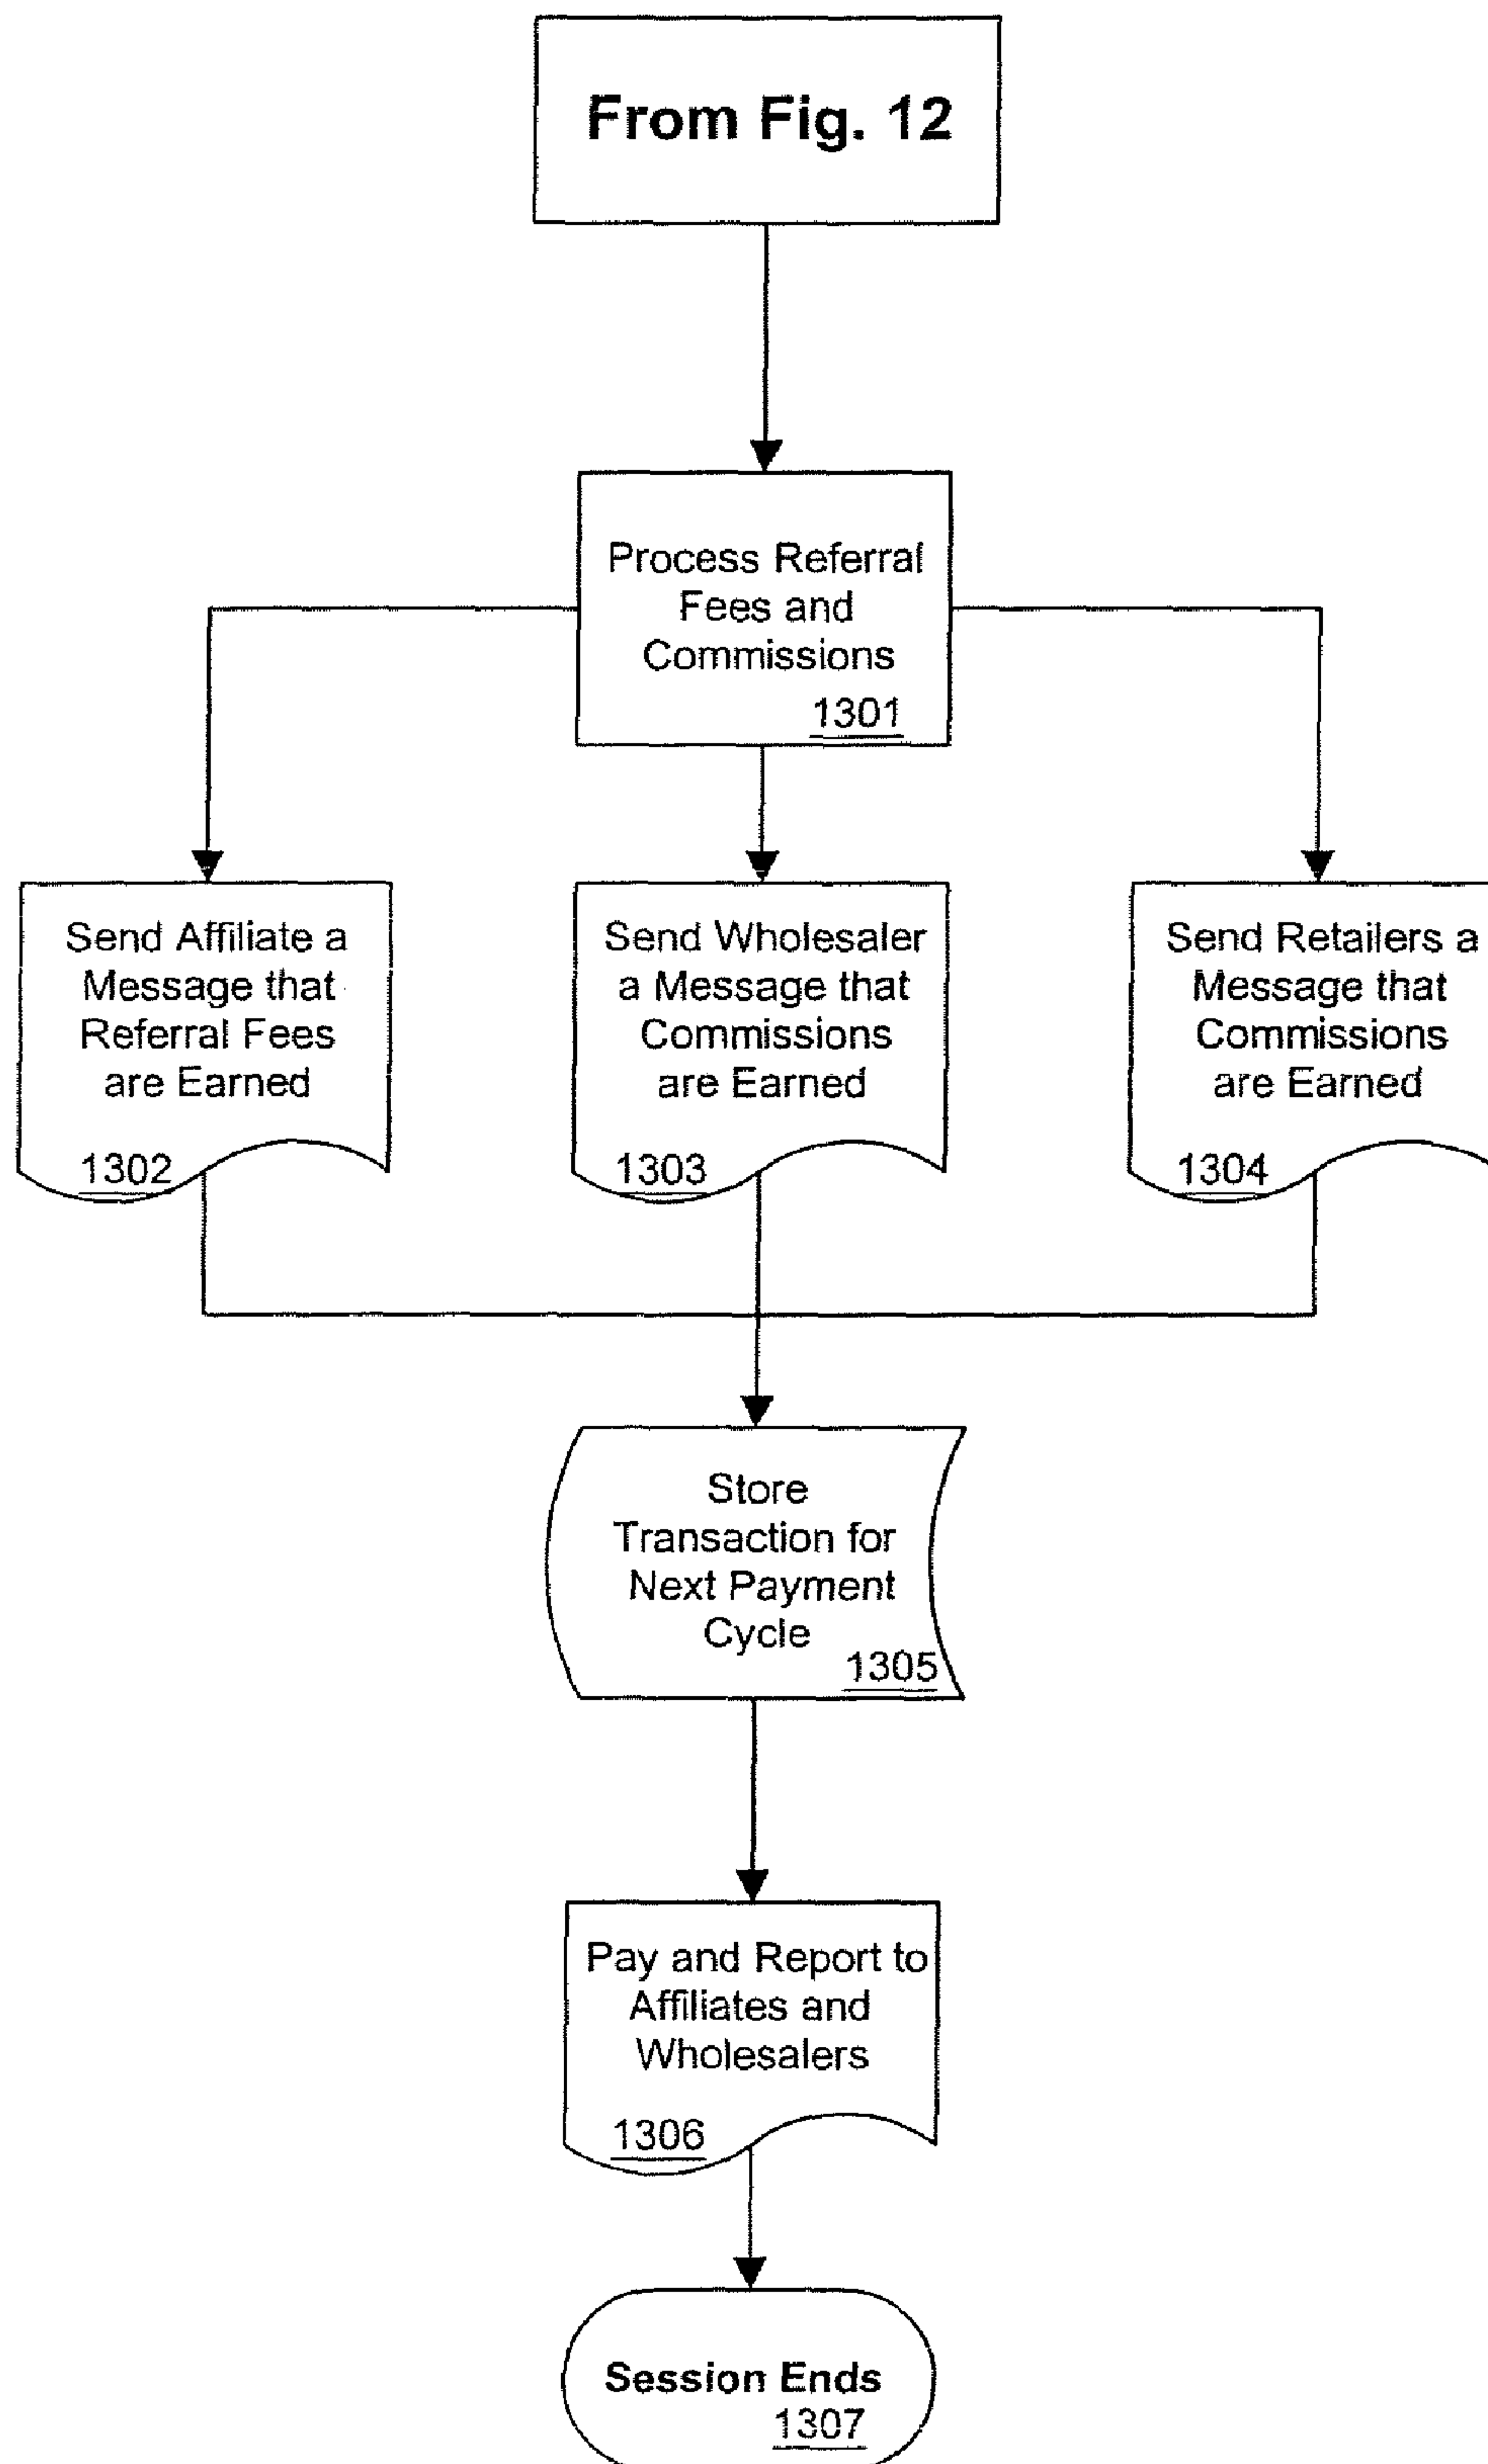 From Fig. 12
Process Referral
Fees and
Commissions
1301
Send Affiliate a
Message that
Referral Fees
are Earned
1302
Send Wholesaler
a Message that
Commissions
are Earned
1303
Send Retailers a
Message that
Commissions
are Earned
1304
Store
Transaction for
Next Payment
Cycle
1305
Pay and Report to
Affiliates and
Wholesalers
1306
Session Ends
1307